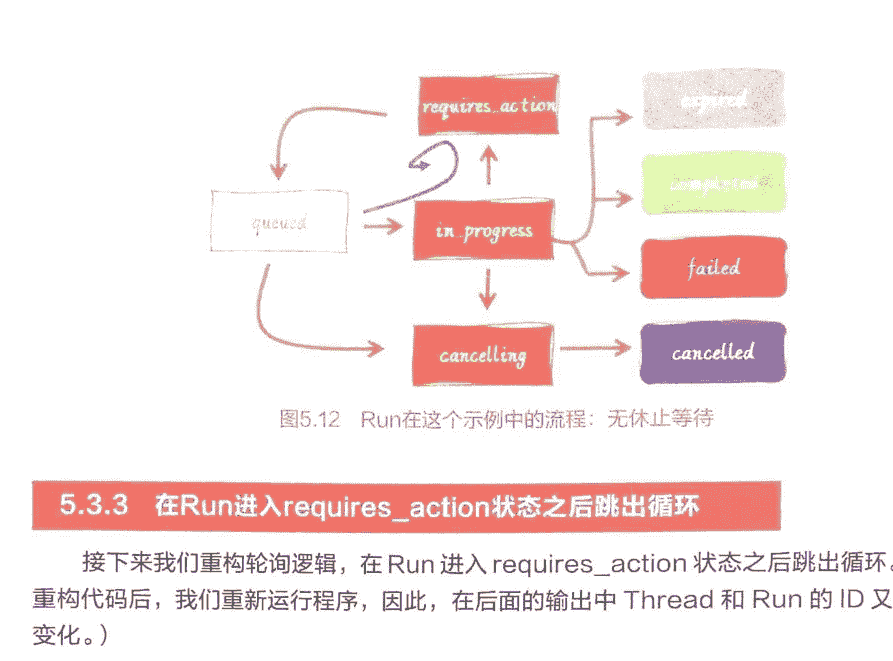 requires_action
expired
completed
queued
in_progress
failed
cancelling
cancelled
图5.12 Run在这个示例中的流程：无休止等待
5.3.3 在Run进入requires_action状态之后跳出循环
接下来我们重构轮询逻辑，在 Run 进入 requires_action 状态之后跳出循环。
重构代码后，我们重新运行程序，因此，在后面的输出中 Thread 和 Run 的 ID 又
变化。）